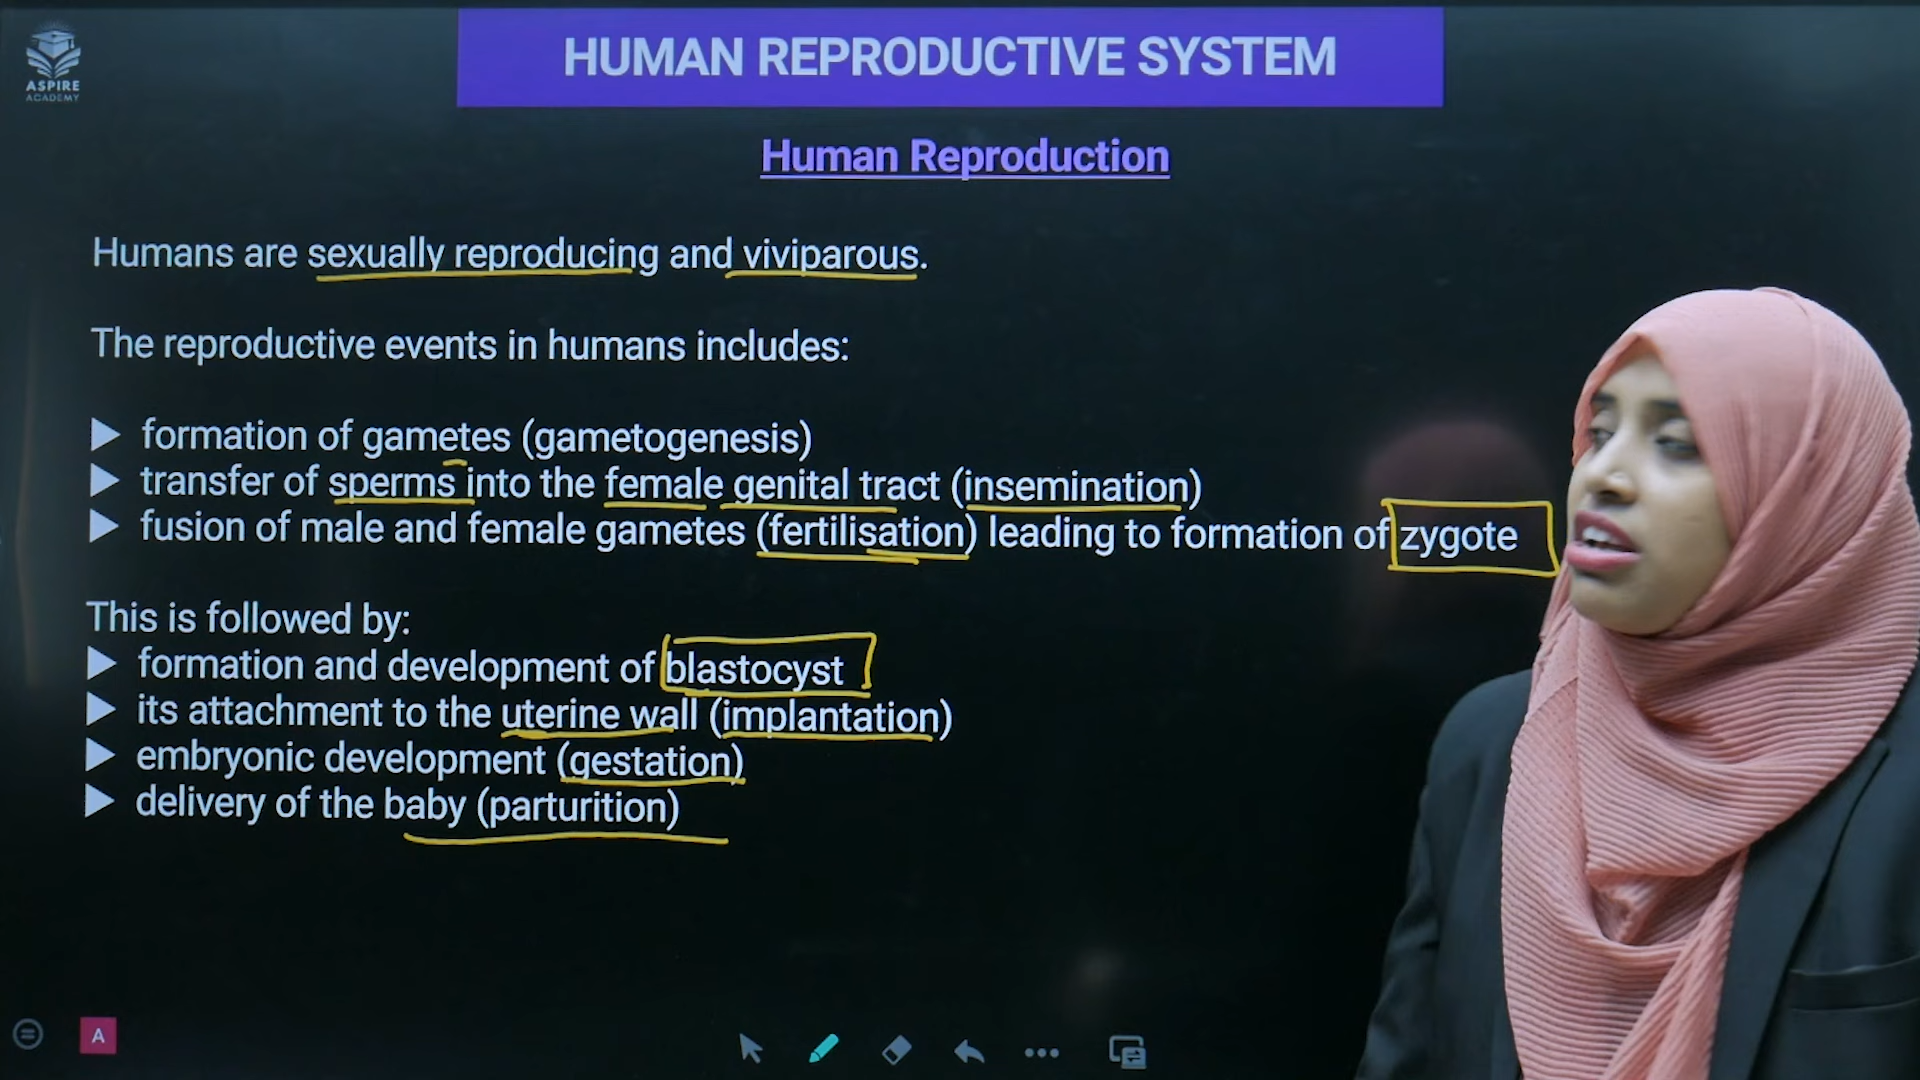 ASPIRE
ACADEMY
HUMAN REPRODUCTIVE SYSTEM
Human Reproduction
Humans are sexually reproducing and viviparous.
The reproductive events in humans includes:
▶ formation of gametes (gametogenesis)
▶ transfer of sperms into the female genital tract (insemination)
▶ fusion of male and female gametes (fertilisation) leading to formation of zygote
This is followed by:
▶ formation and development of blastocyst
▶ its attachment to the uterine wall (implantation)
▶ embryonic development (gestation)
▶ delivery of the baby (parturition)
A